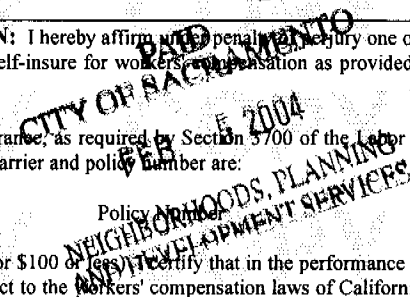 N: I hereby affirm under penalty of perjury one o
elf-insure for workers' compensation as provided
rance, as required by Section 3700 of the Labor
arrier and policy number are:
Policy Number
or $100 or less) I certify that in the performance
ct to the workers' compensation laws of Californ
PAID
CITY OF SACRAMENTO
FEB 5 2004
NEIGHBORHOODS, PLANNING
AND DEVELOPMENT SERVICES